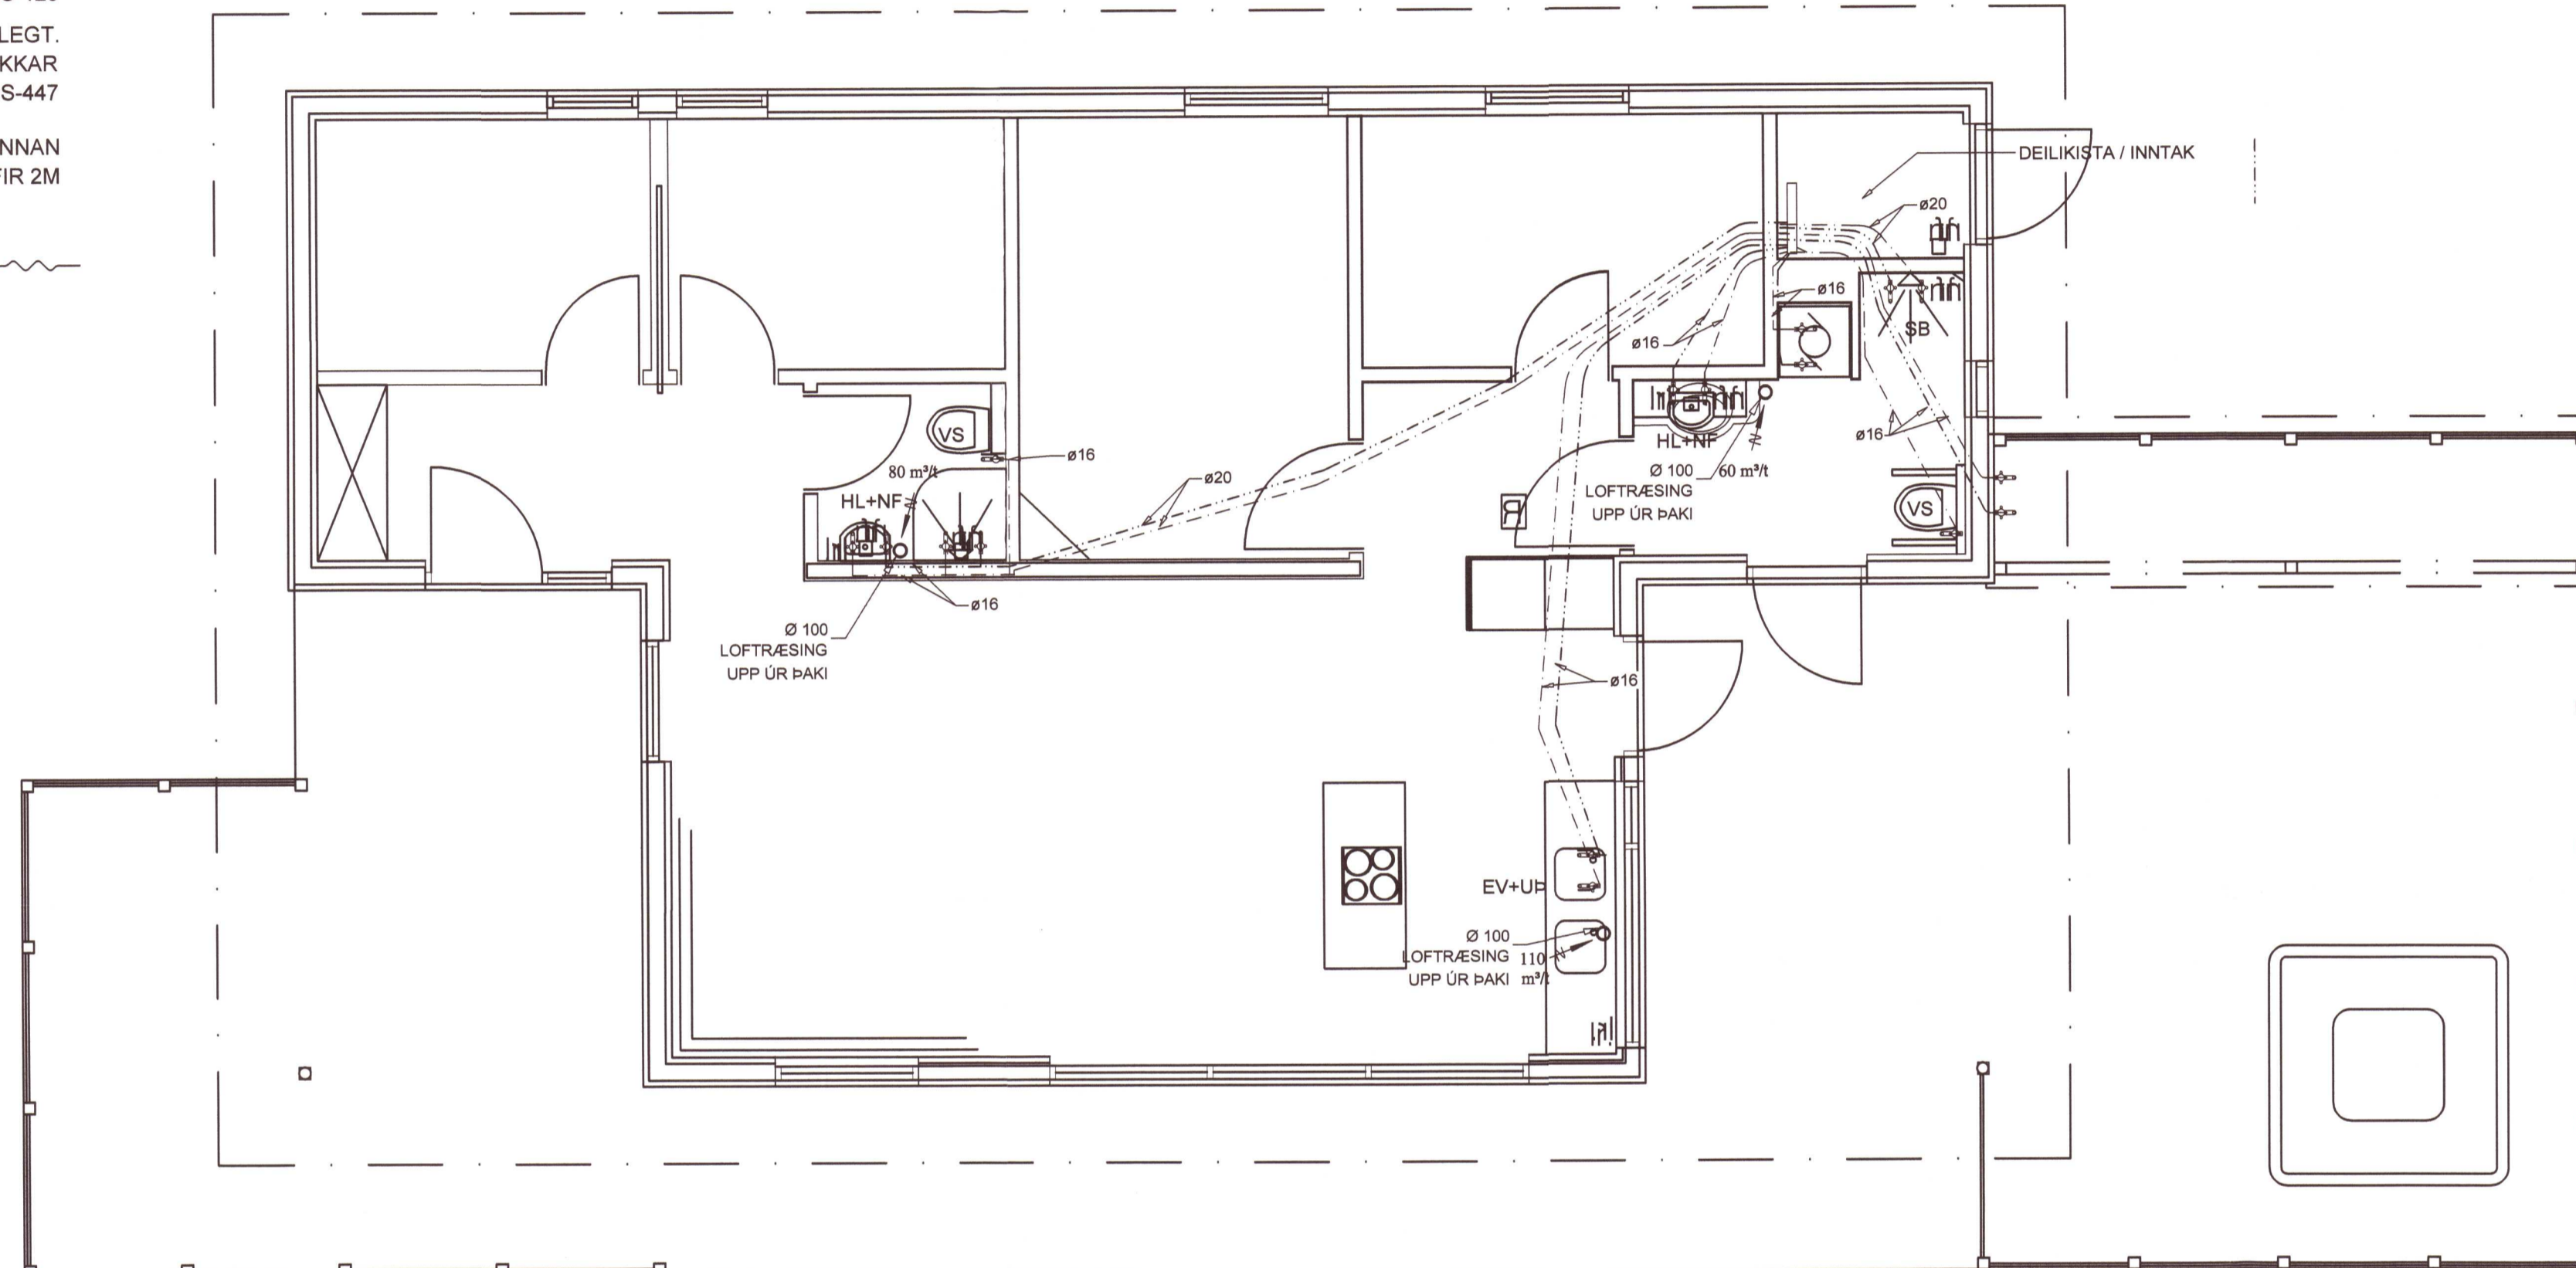 LEGT.
KKAR
S-447
NNAN
FIR 2M
DEILIKISTA / INNTAK
ø20
ø16
SB
ø16
HL+NF
ø16
Ø 100
60 m³/t
LOFTRÆSING
UPP ÚR ÞAKI
VS
R
VS
ø16
80 m³/t
HL+NF
ø20
ø16
Ø 100
LOFTRÆSING
UPP ÚR ÞAKI
ø16
EV+UÞ
Ø 100
LOFTRÆSING 110
UPP ÚR ÞAKI m³/t